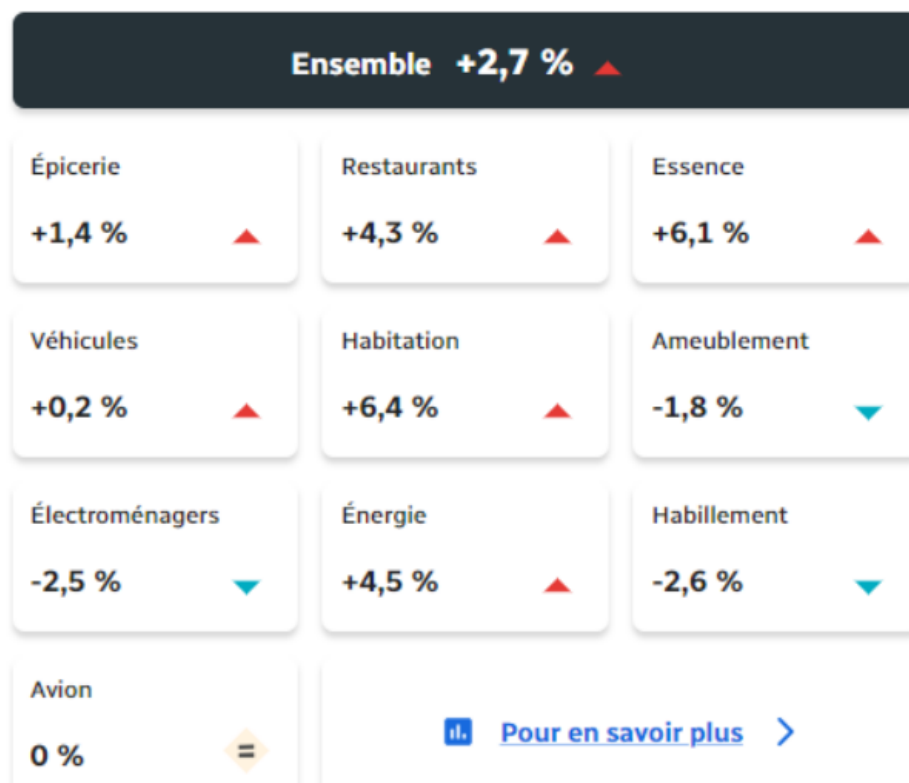 Ensemble +2,7 %
Épicerie
+1,4 %
Restaurants
+4,3 %
Essence
+6,1 %
Véhicules
+0,2 %
Habitation
+6,4 %
Ameublement
-1,8 %
Électroménagers
-2,5 %
Énergie
+4,5 %
Habillement
-2,6 %
Avion
0 %
=
Pour en savoir plus